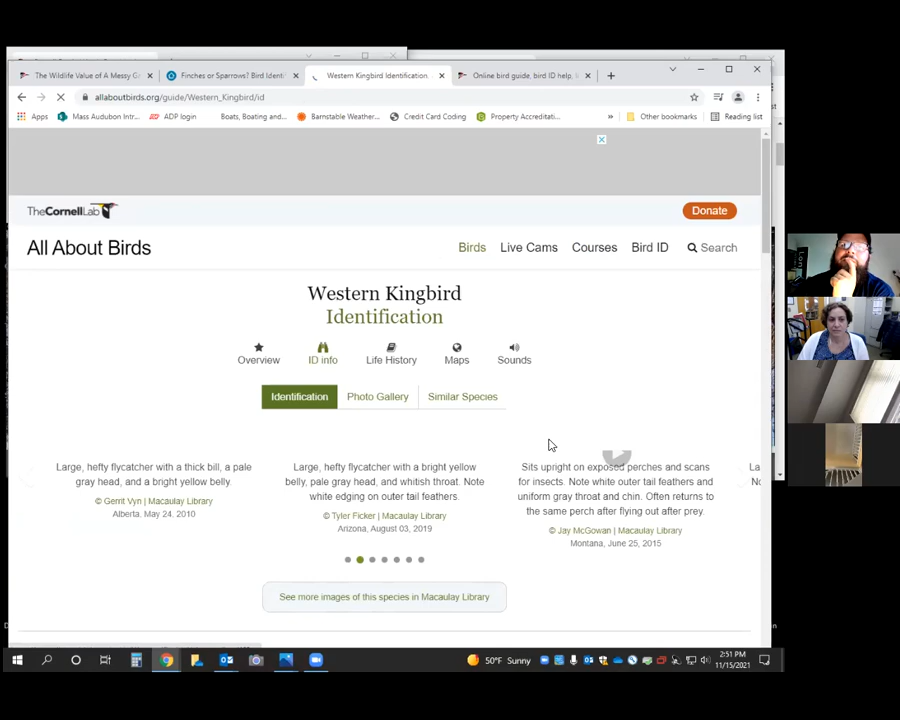 The Wildlife Value of A Messy G
Finches or Sparrows? Bird Identi
Western Kingbird Identification.
Online bird guide, bird ID help, l
allaboutbirds.org/guide/Western_Kingbird/id
Apps
Mass Audubon Intr...
ADP login
Boats, Boating and...
Barnstable Weather...
Credit Card Coding
Property Accreditati...
»
Other bookmarks
Reading list
TheCornellLab
Donate
All About Birds
Birds
Live Cams
Courses
Bird ID
Search
Western Kingbird
Identification
Overview
ID info
Life History
Maps
Sounds
Identification
Photo Gallery
Similar Species
Large, hefty flycatcher with a thick bill, a pale
gray head, and a bright yellow belly.
© Gerrit Vyn | Macaulay Library
Alberta, May 24, 2010
Large, hefty flycatcher with a bright yellow
belly, pale gray head, and whitish throat. Note
white edging on outer tail feathers.
© Tyler Ficker | Macaulay Library
Arizona, August 03, 2019
Sits upright on exposed perches and scans
for insects. Note white outer tail feathers and
uniform gray throat and chin. Often returns to
the same perch after flying out after prey.
© Jay McGowan | Macaulay Library
Montana, June 25, 2015
La
yc
See more images of this species in Macaulay Library
50°F Sunny
2:51 PM
11/15/2021